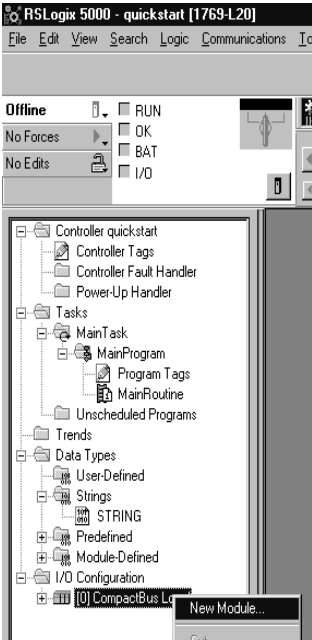 RSLogix 5000 - quickstart [1769-L20]
File Edit View Search Logic Communications
Offline RUN
No Forces OK
No Edits BAT
I/O
Controller quickstart
Controller Tags
Controller Fault Handler
Power-Up Handler
Tasks
MainTask
MainProgram
Program Tags
MainRoutine
Unscheduled Programs
Trends
Data Types
User-Defined
Strings
STRING
Predefined
Module-Defined
I/O Configuration
[0] CompactBus Lo
New Module...